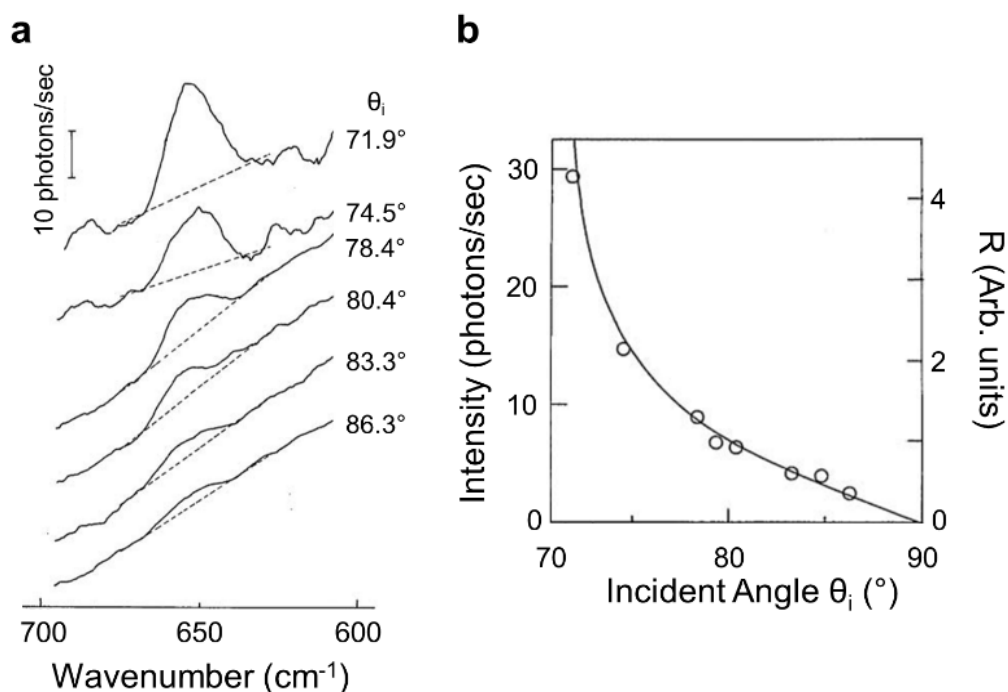 a
10 photons/sec
θi
71.9°
74.5°
78.4°
80.4°
83.3°
86.3°
700
650
600
Wavenumber (cm-1)
b
Intensity (photons/sec)
30
20
10
0
4
2
0
R (Arb. units)
70
80
90
Incident Angle θi (°)